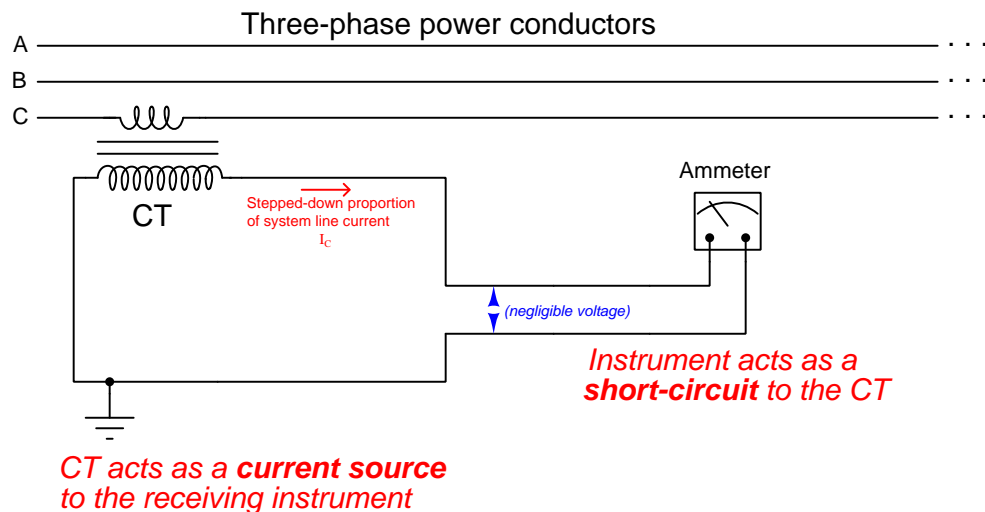 Three-phase power conductors
A
B
C
. . .
. . .
. . .
CT
Stepped-down proportion
of system line current
I_C
Ammeter
(negligible voltage)
Instrument acts as a
short-circuit to the CT
CT acts as a current source
to the receiving instrument